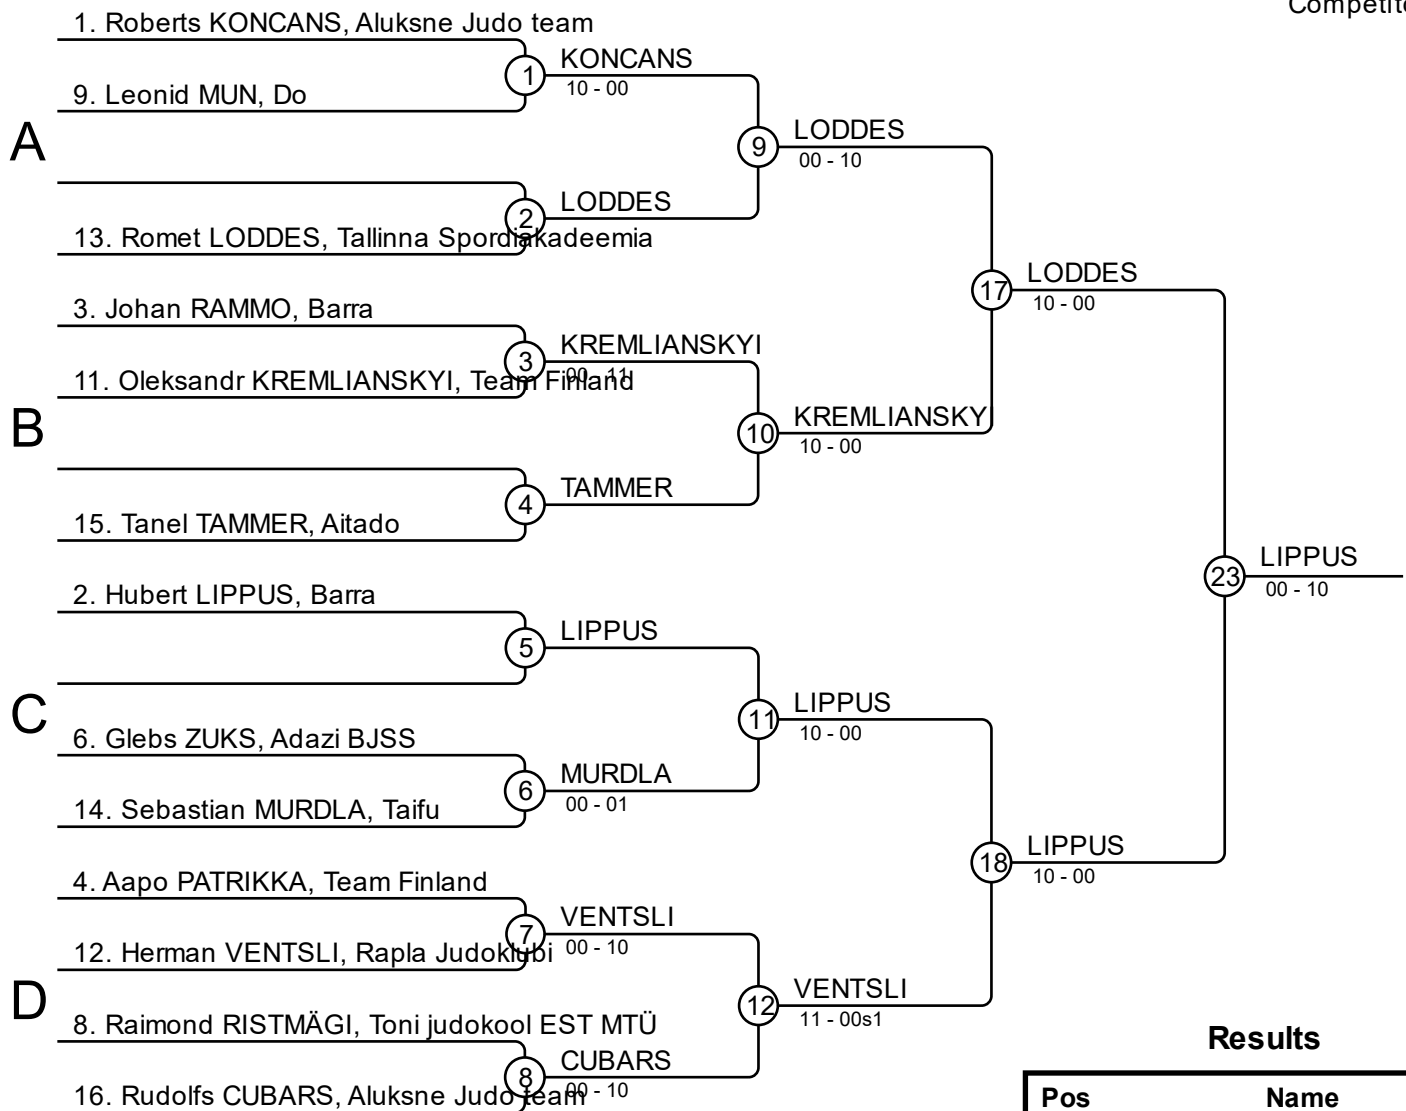 Competito
1. Roberts KONCANS, Aluksne Judo team
1
KONCANS
10 - 00
9. Leonid MUN, Do
A
9
LODDES
00 - 10
2
LODDES
13. Romet LODDES, Tallinna Spordiakadeemia
17
LODDES
10 - 00
3. Johan RAMMO, Barra
3
KREMLIANSKYI
00 - 11
11. Oleksandr KREMLIANSKYI, Team Finland
B
10
KREMLIANSKY
10 - 00
4
TAMMER
15. Tanel TAMMER, Aitado
23
LIPPUS
00 - 10
2. Hubert LIPPUS, Barra
5
LIPPUS
C
11
LIPPUS
10 - 00
6. Glebs ZUKS, Adazi BJSS
6
MURDLA
00 - 01
14. Sebastian MURDLA, Taifu
18
LIPPUS
10 - 00
4. Aapo PATRIKKA, Team Finland
7
VENTSLI
00 - 10
12. Herman VENTSLI, Rapla Judoklubi
D
12
VENTSLI
11 - 00s1
8. Raimond RISTMÄGI, Toni judokool EST MTÜ
8
CUBARS
00 - 10
16. Rudolfs CUBARS, Aluksne Judo team
Results
Pos Name